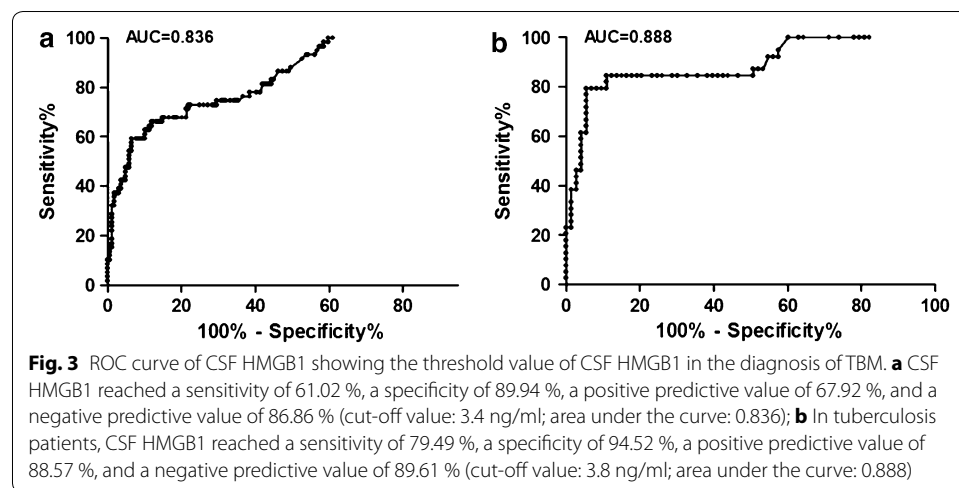 a
AUC=0.836
100
80
60
40
20
0
Sensitivity%
0 20 40 60 80
100% - Specificity%
b
AUC=0.888
100
80
60
40
20
0
Sensitivity%
0 20 40 60 80 100
100% - Specificity%
Fig. 3 ROC curve of CSF HMGB1 showing the threshold value of CSF HMGB1 in the diagnosis of TBM. a CSF
HMGB1 reached a sensitivity of 61.02 %, a specificity of 89.94 %, a positive predictive value of 67.92 %, and a
negative predictive value of 86.86 % (cut-off value: 3.4 ng/ml; area under the curve: 0.836); b In tuberculosis
patients, CSF HMGB1 reached a sensitivity of 79.49 %, a specificity of 94.52 %, a positive predictive value of
88.57 %, and a negative predictive value of 89.61 % (cut-off value: 3.8 ng/ml; area under the curve: 0.888)